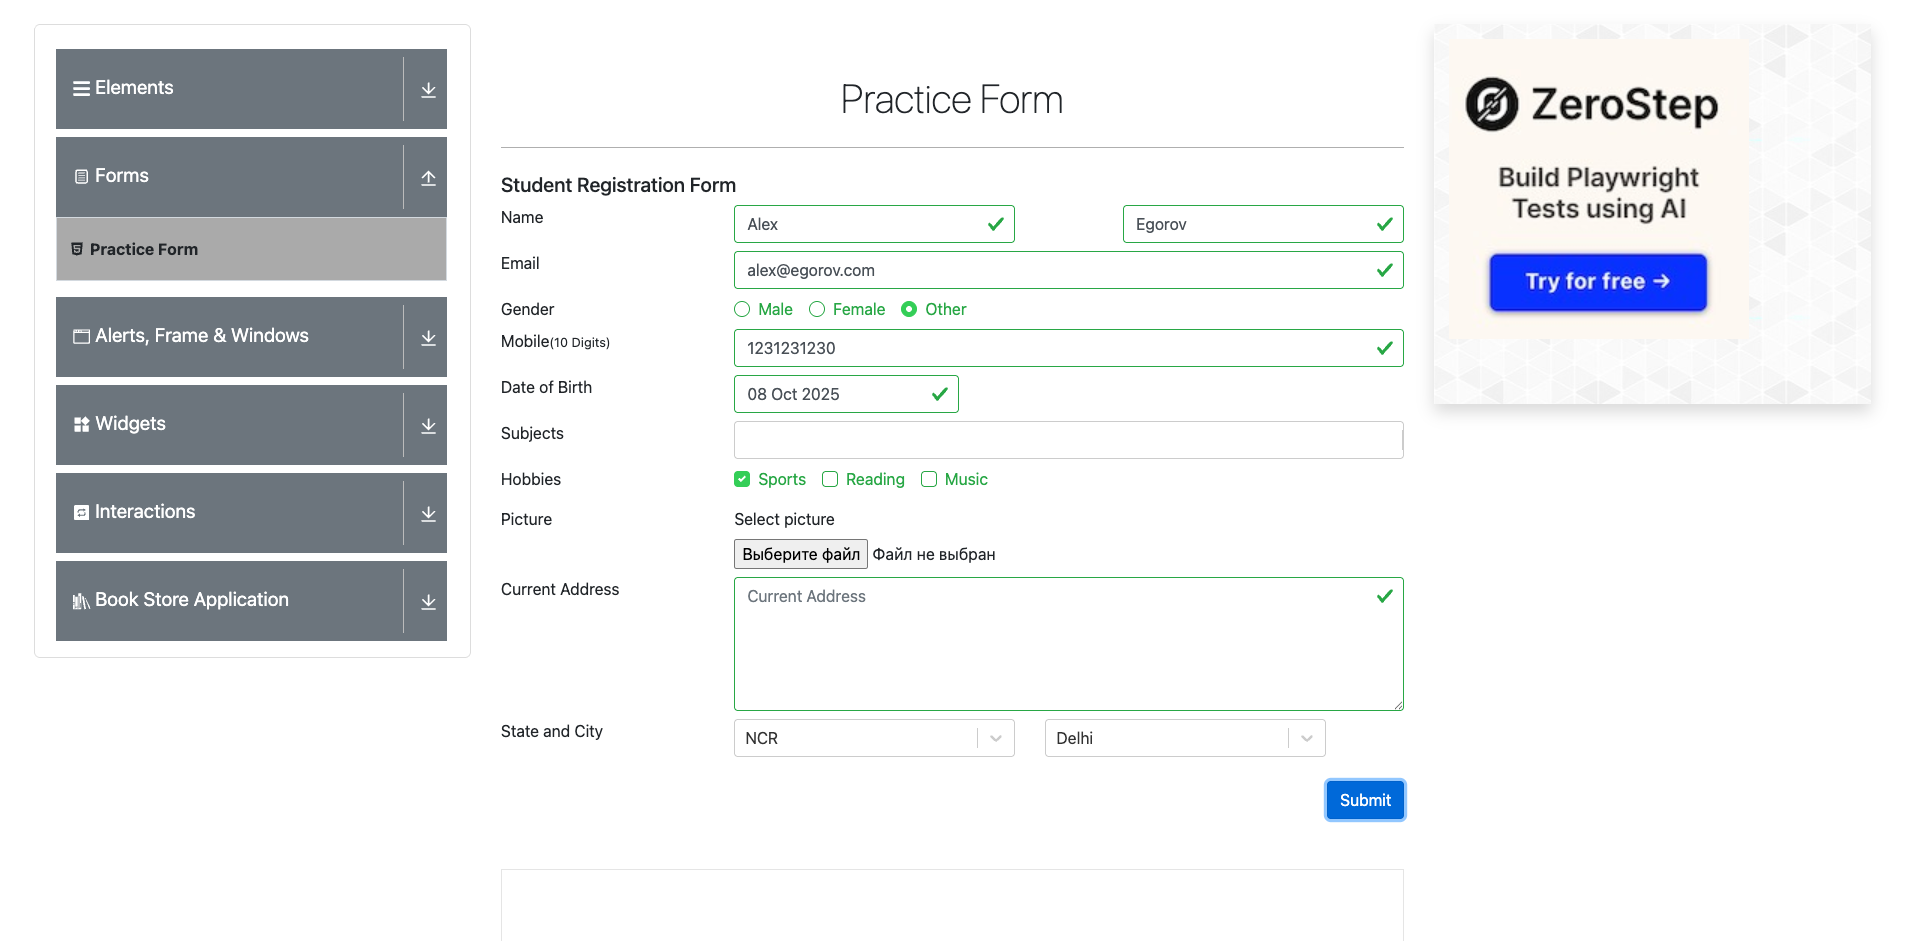 Elements
Forms
Practice Form
Alerts, Frame & Windows
Widgets
Interactions
Book Store Application
Practice Form
Student Registration Form
Name
Alex
Egorov
Email
alex@egorov.com
Gender
Male
Female
Other
Mobile(10 Digits)
1231231230
Date of Birth
08 Oct 2025
Subjects
Hobbies
Sports
Reading
Music
Picture
Select picture
Выберите файл Файл не выбран
Current Address
Current Address
State and City
NCR
Delhi
Submit
ZeroStep
Build Playwright
Tests using AI
Try for free →